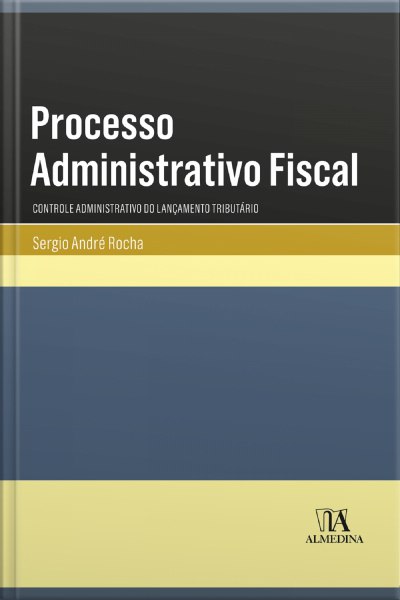 Processo
Administrativo Fiscal
CONTROLE ADMINISTRATIVO DO LANÇAMENTO TRIBUTÁRIO
Sergio André Rocha
ALMEDINA